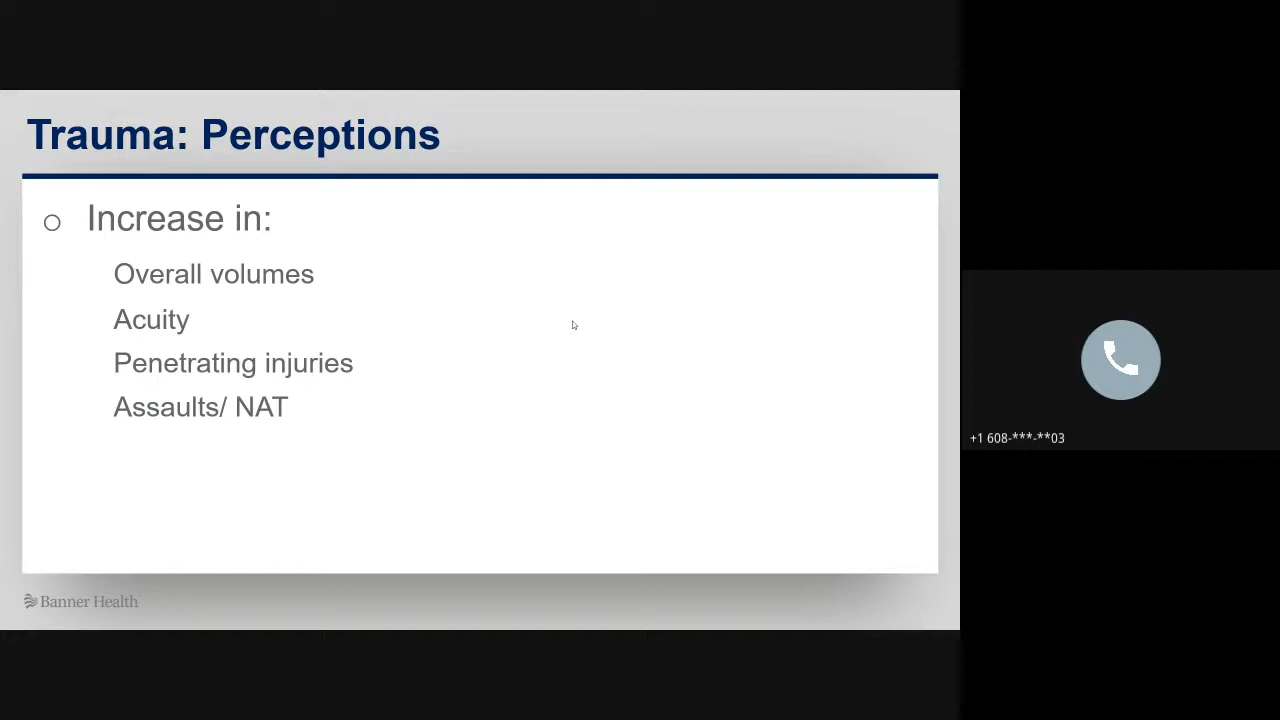 Trauma: Perceptions
o Increase in:
Overall volumes
Acuity
Penetrating injuries
Assaults/ NAT
Banner Health
+1 608-***-**03